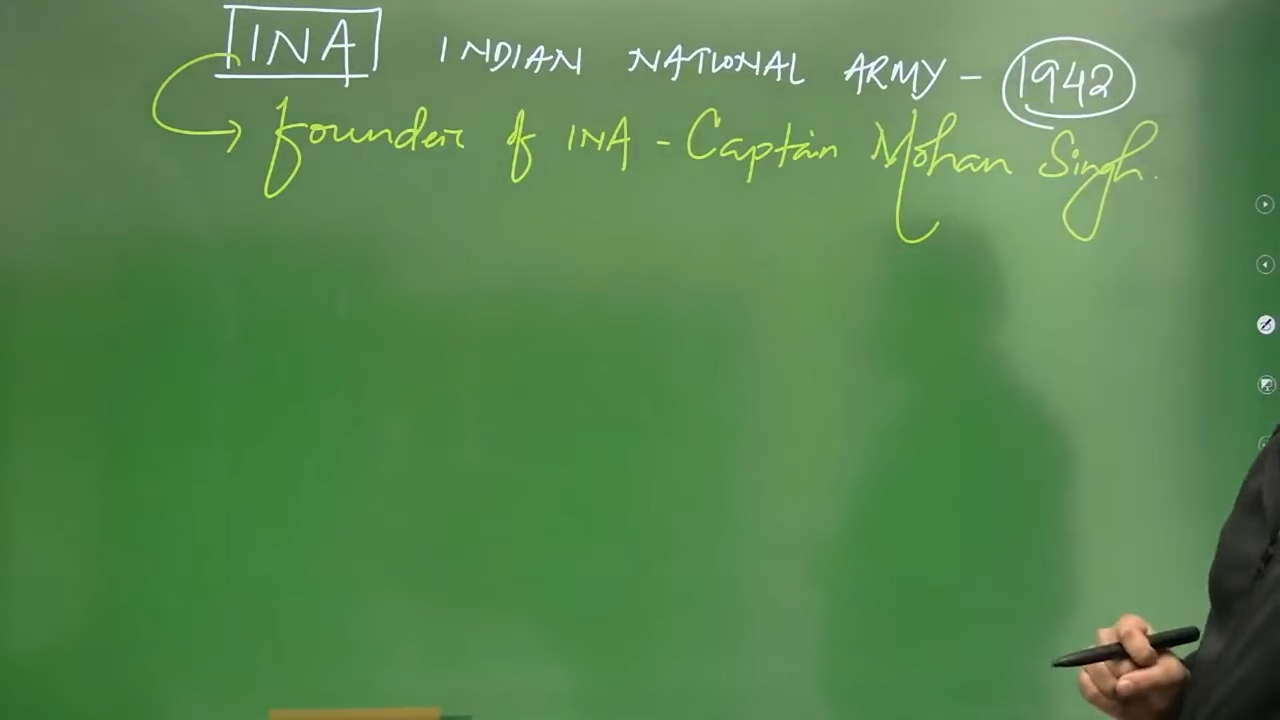 INA INDIAN NATIONAL ARMY - 1942
→ founder of INA - Captain Mohan Singh.